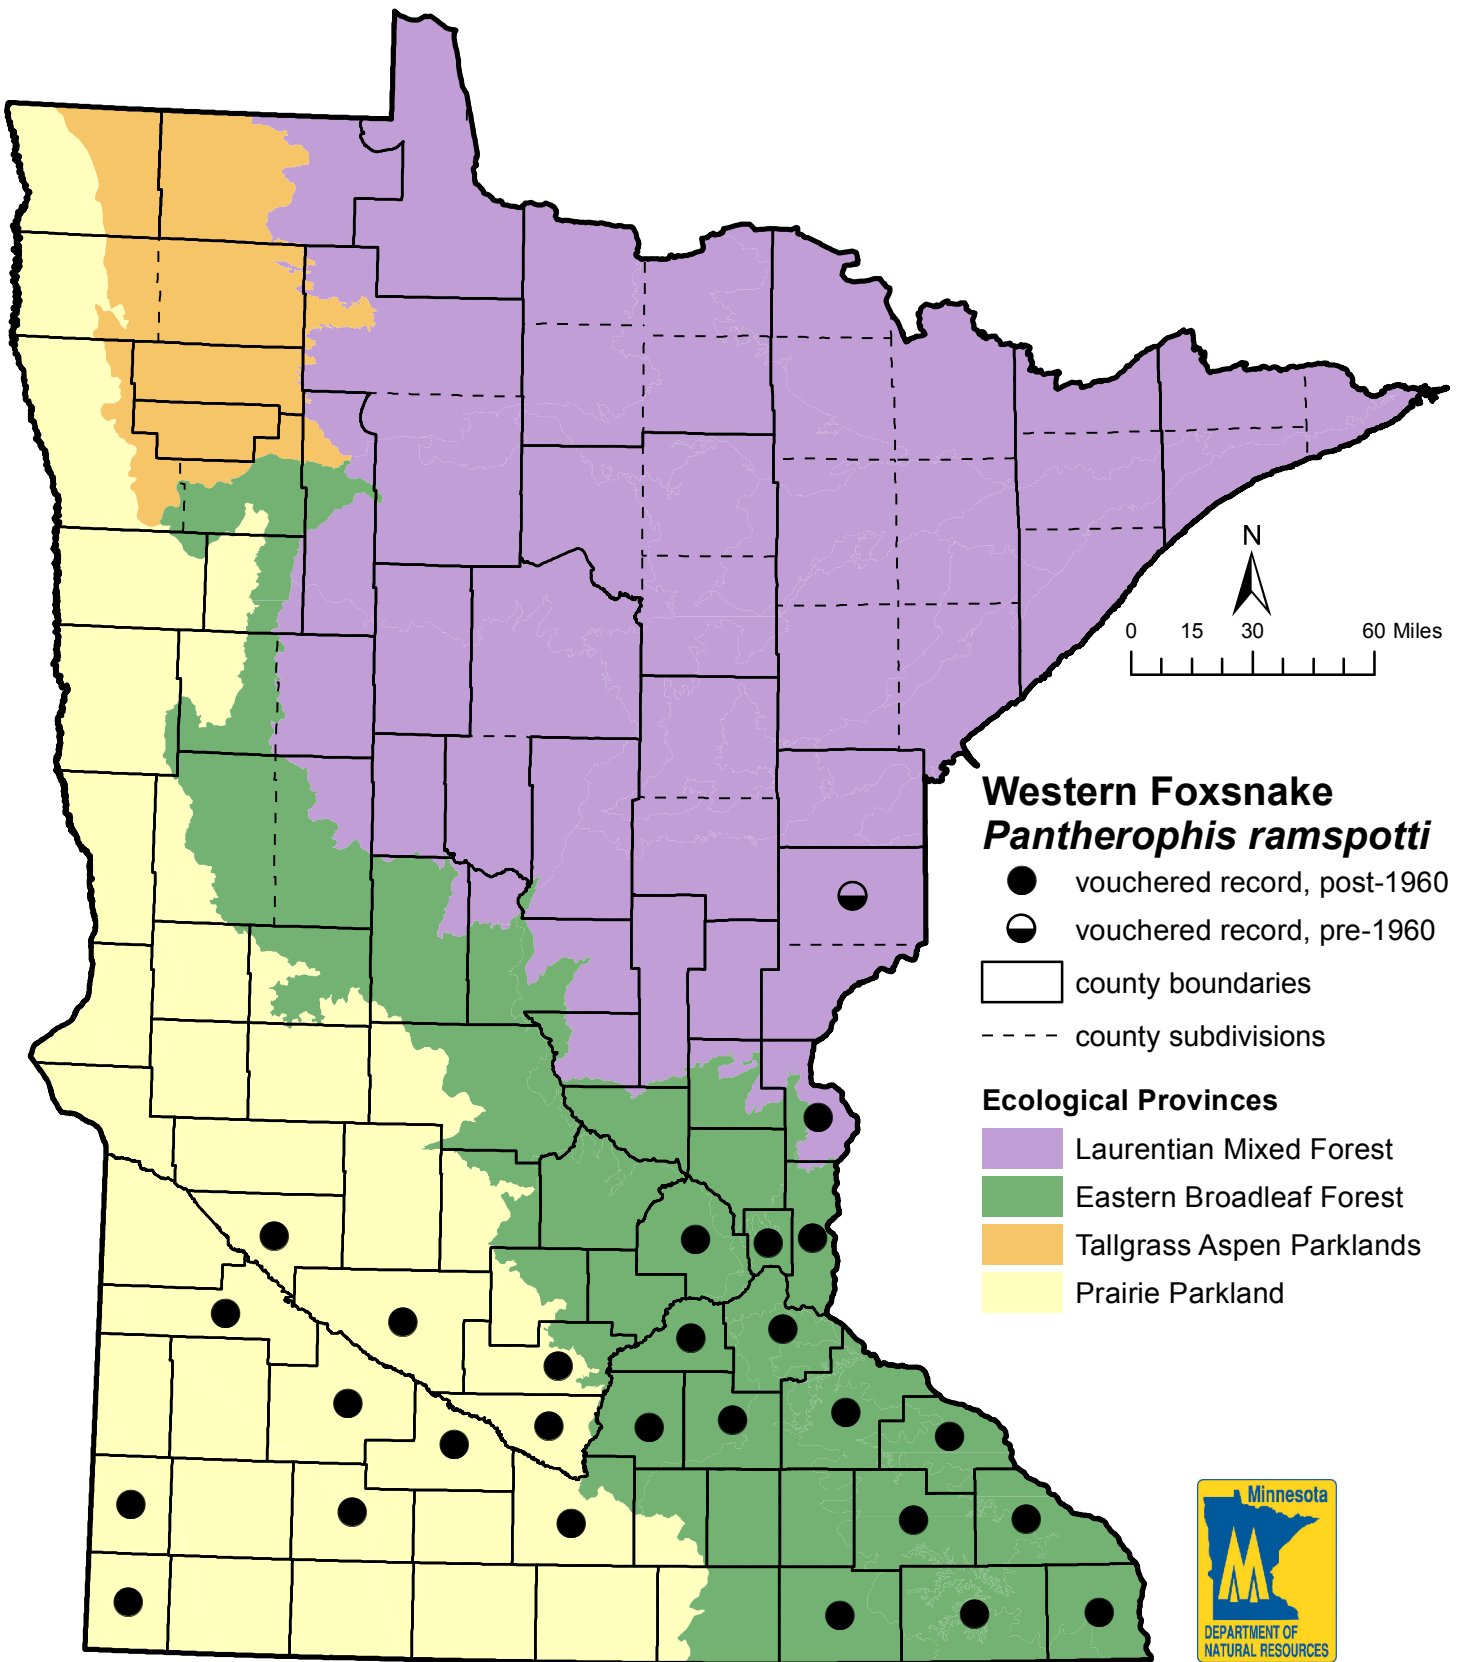 N
0 15 30 60 Miles
Western Foxsnake
Pantherophis ramspotti
vouchered record, post-1960
vouchered record, pre-1960
county boundaries
county subdivisions
Ecological Provinces
Laurentian Mixed Forest
Eastern Broadleaf Forest
Tallgrass Aspen Parklands
Prairie Parkland
Minnesota
DEPARTMENT OF
NATURAL RESOURCES